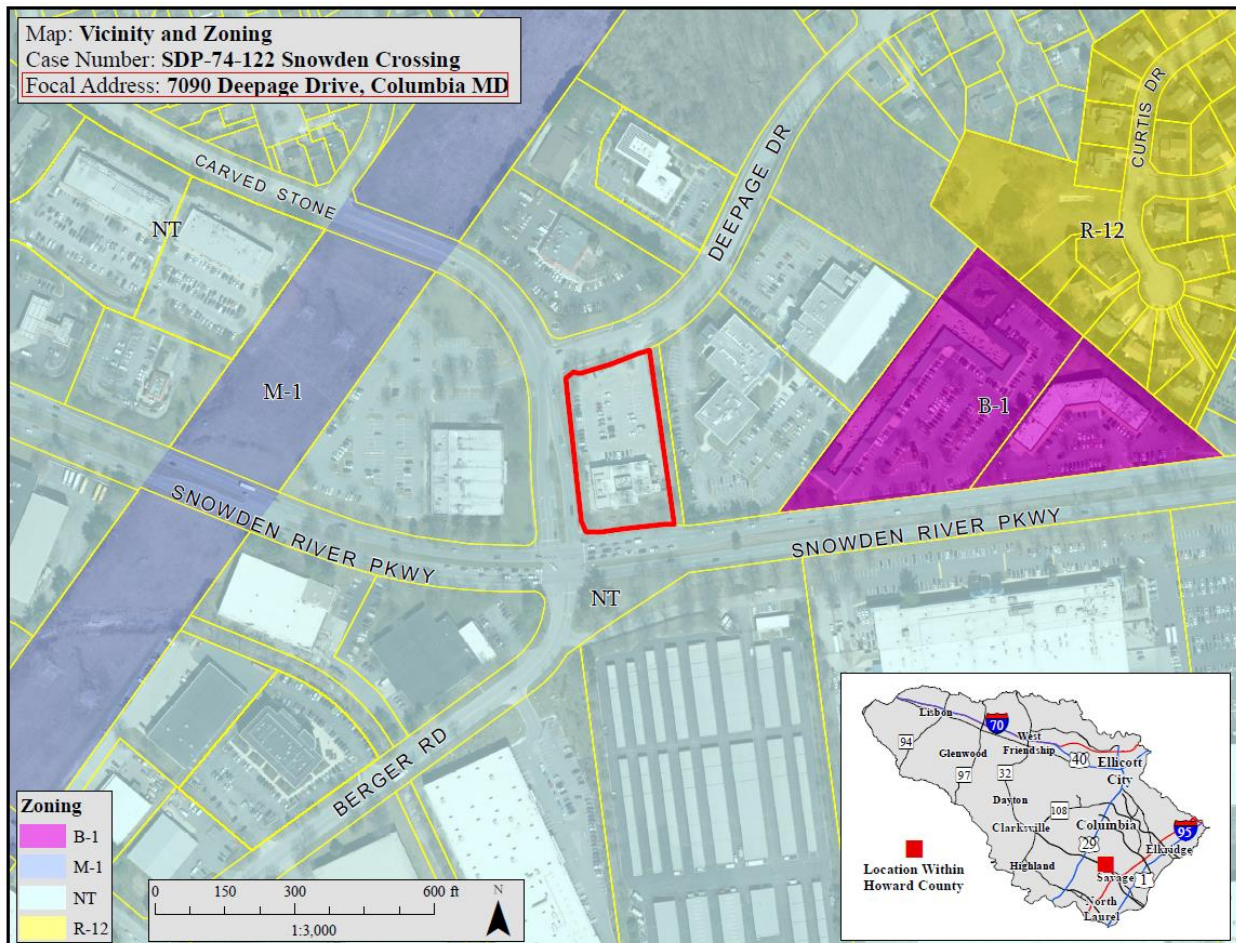 Map: Vicinity and Zoning
Case Number: SDP-74-122 Snowden Crossing
Focal Address: 7090 Deepage Drive, Columbia MD
CURTIS DR
CARVED STONE
DEEPAGE DR
NT
R-12
M-1
B-1
SNOWDEN RIVER PKWY
SNOWDEN RIVER PKWY
NT
BERGER RD
Zoning
B-1
M-1
NT
R-12
0 150 300 600 ft
1:3,000
N
Location Within
Howard County
Lisbon
70
West
Friendship
94
Glenwood
40
Ellicott
City
97
32
Dayton
108
Clarksville
Columbia
95
29
Elkridge
Highland
Savage
1
North
Laurel